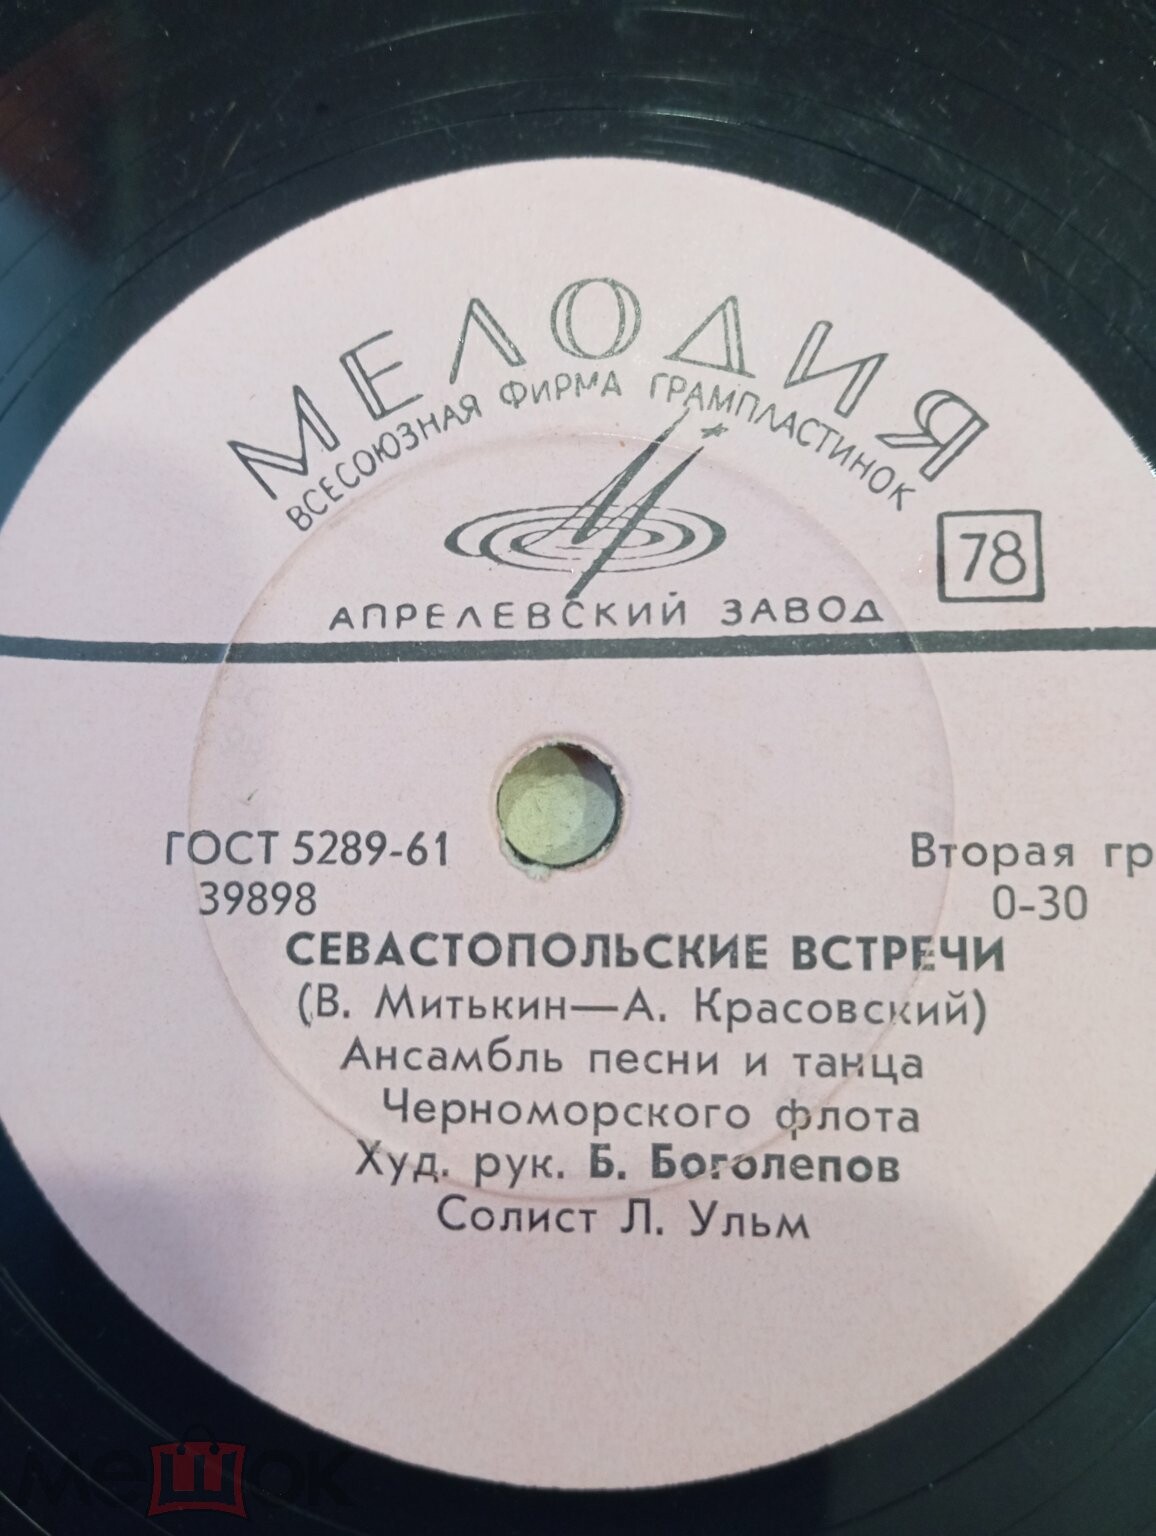 МЕЛОДИЯ
ВСЕСОЮЗНАЯ ФИРМА ГРАМПЛАСТИНОК
78
АПРЕЛЕВСКИЙ ЗАВОД
ГОСТ 5289-61
Вторая гр
39898
0-30
СЕВАСТОПОЛЬСКИЕ ВСТРЕЧИ
(В. Митькин—А. Красовский)
Ансамбль песни и танца
Черноморского флота
Худ. рук. Б. Боголепов
Солист Л. Ульм
мешок